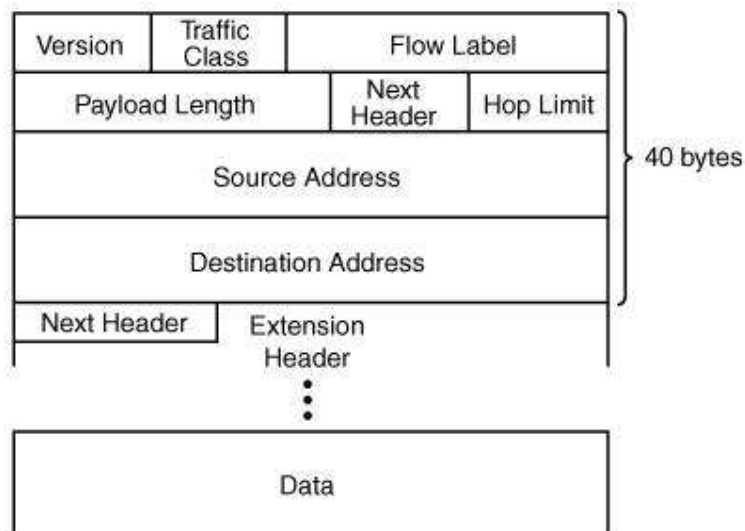 Version
Traffic
Class
Flow Label
Payload Length
Next
Header
Hop Limit
40 bytes
Source Address
Destination Address
Next Header
Extension
Header
Data